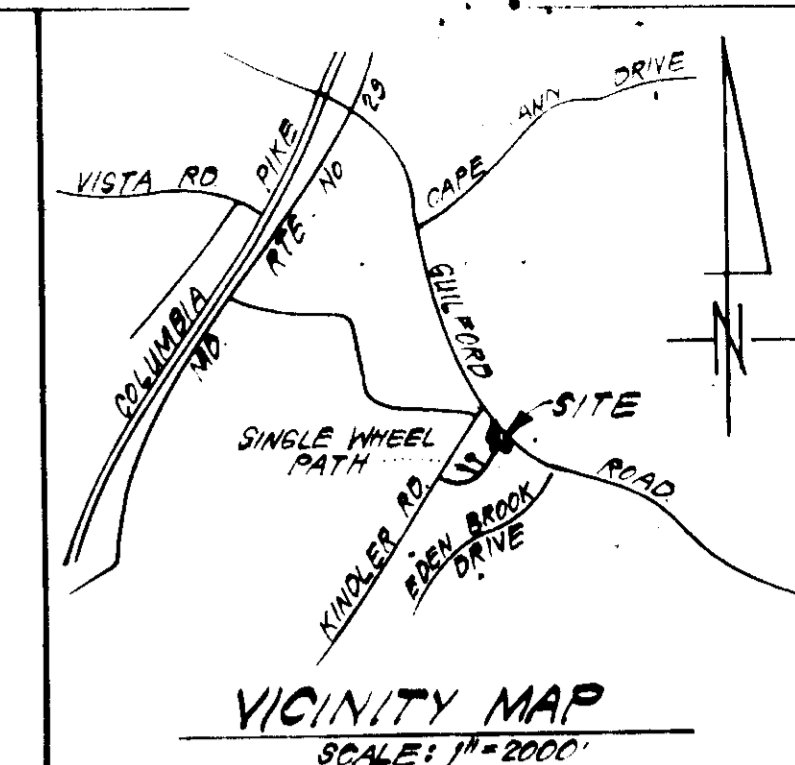 DRIVE
ANN
CAPE
29
PIKE
VISTA RD.
RTE. NO
GUILFORD
COLUMBIA
MD.
N
SITE
SINGLE WHEEL
PATH
ROAD
KINDLER RD.
EDEN BROOK
DRIVE
VICINITY MAP
SCALE: 1"=2000'